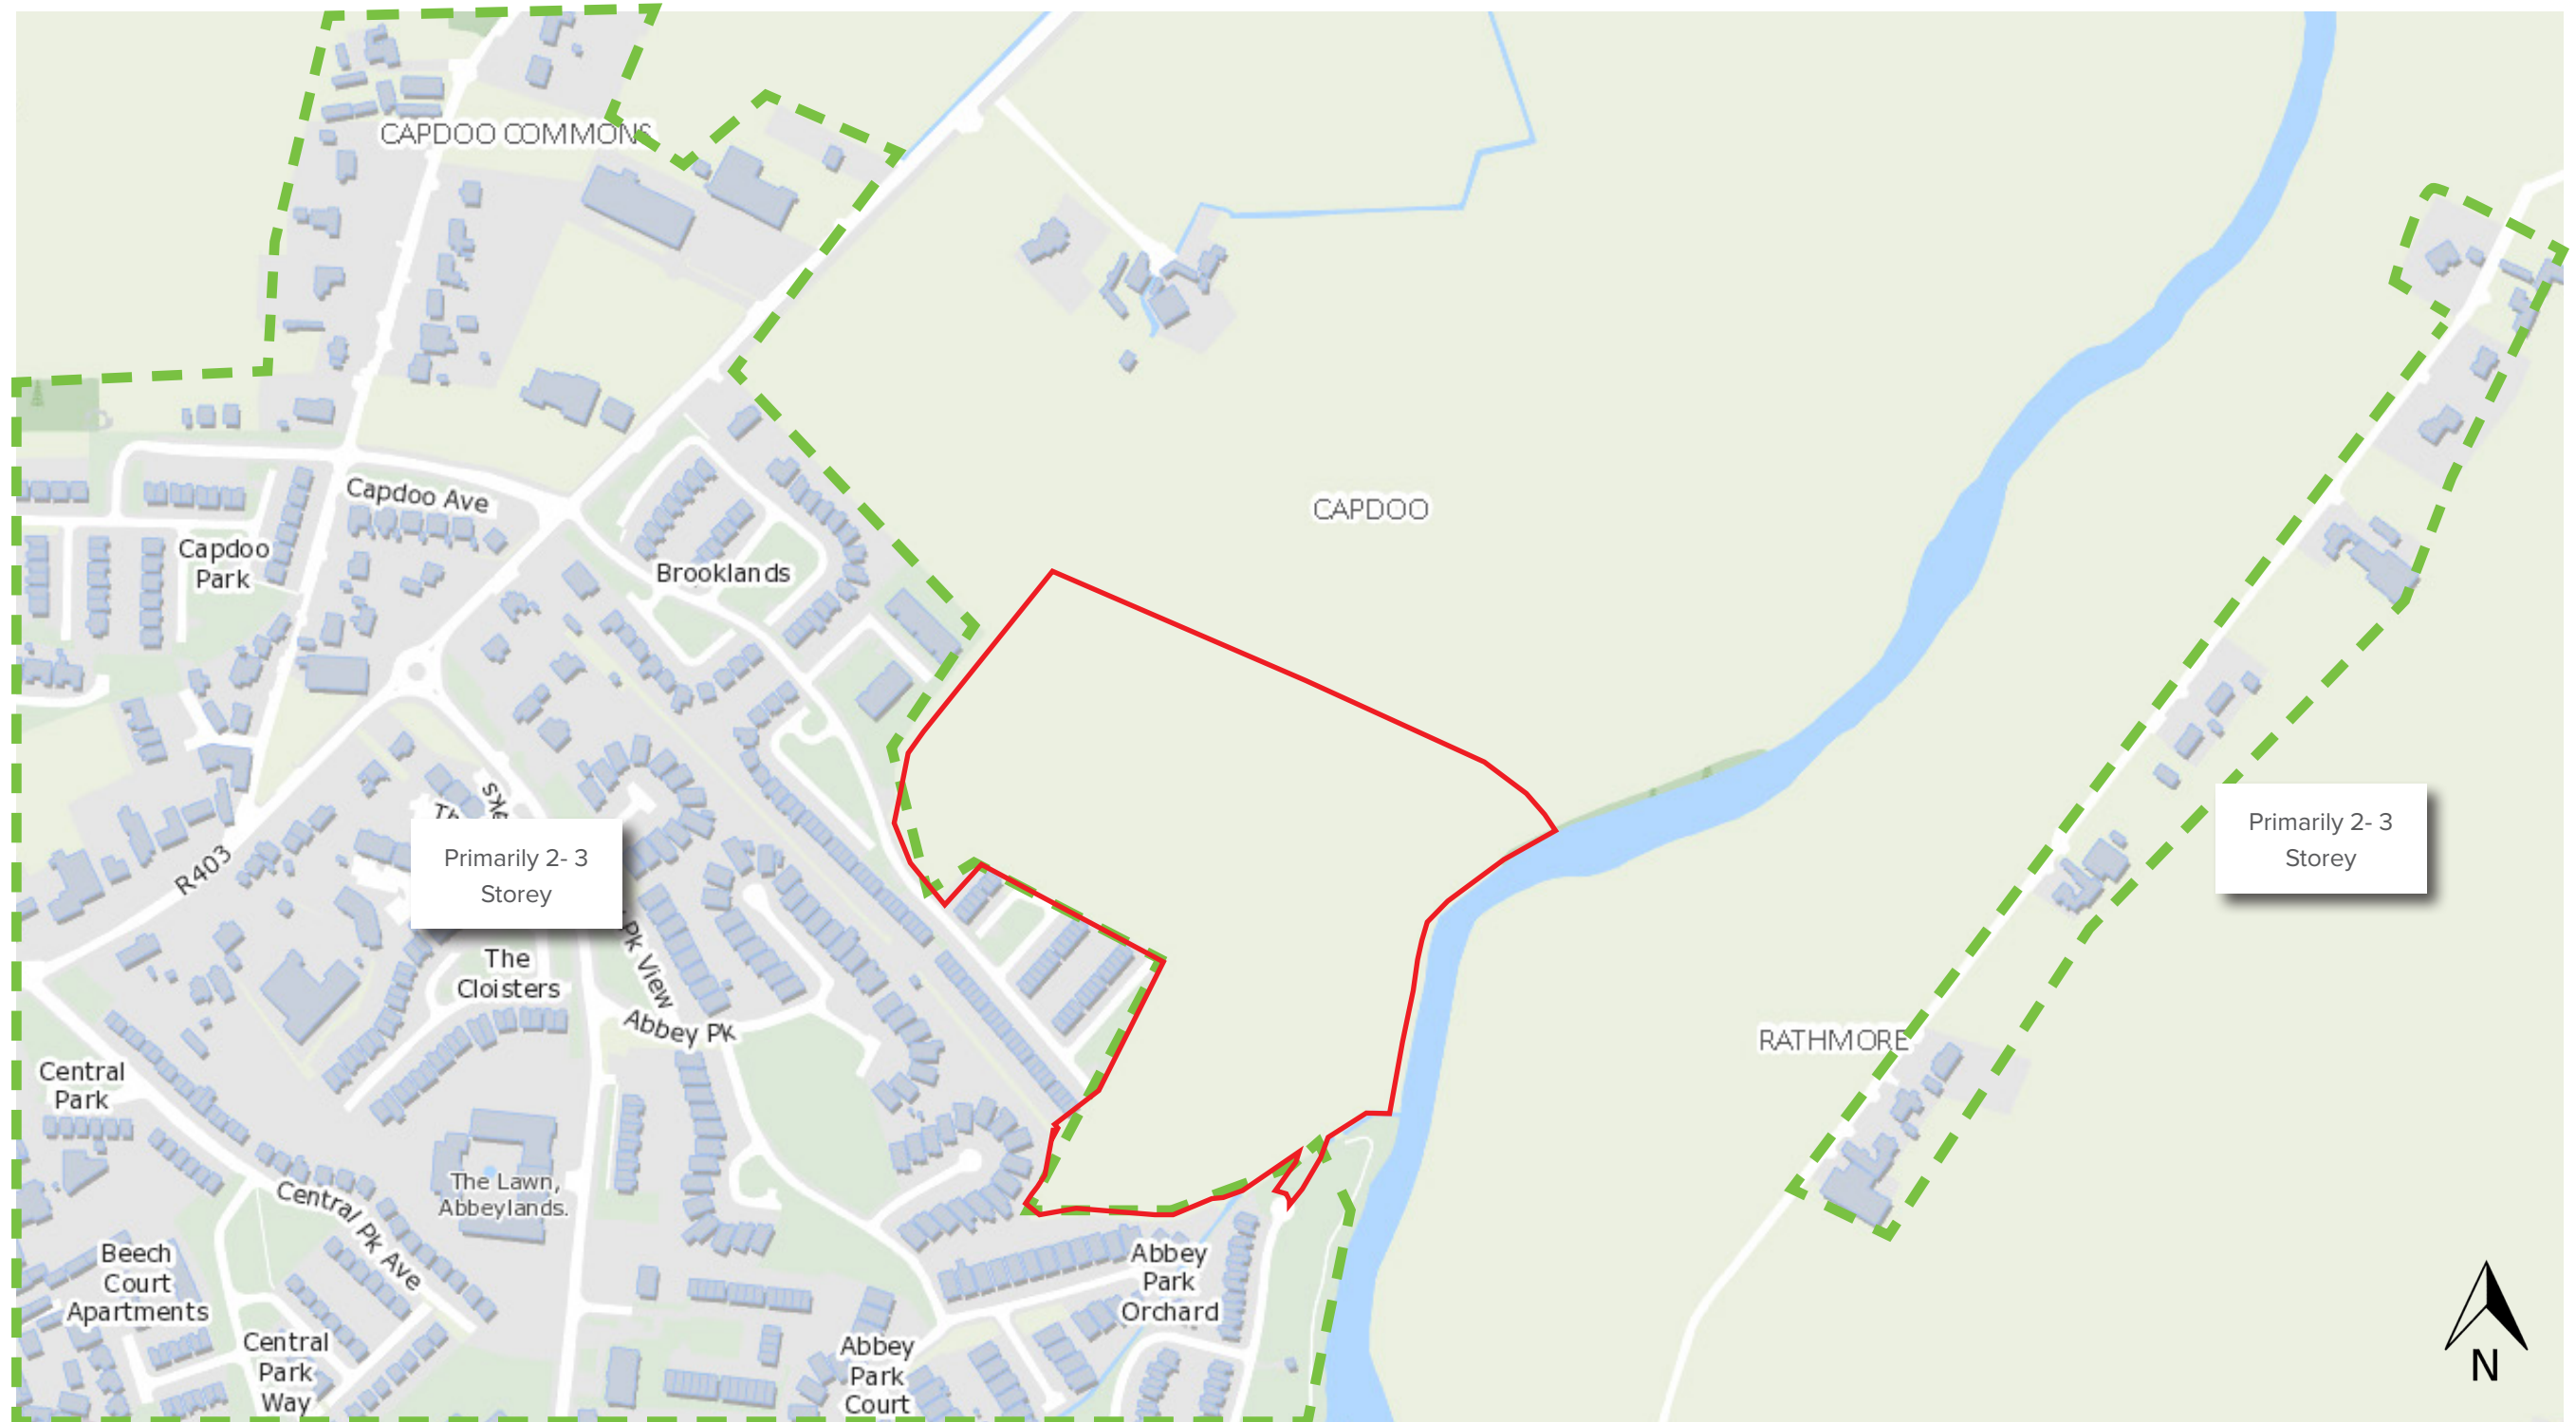 CAPDOO COMMONS
CAPDOO
Capdoo Ave
Capdoo
Park
Brooklands
R403
Primarily 2- 3
Storey
Primarily 2- 3
Storey
The
Cloisters
Pk View
Abbey Pk
RATHMORE
Central
Park
The Lawn,
Abbeylands.
Central Pk Ave
Beech
Court
Apartments
Abbey
Park
Orchard
Central
Park
Way
Abbey
Park
Court
N